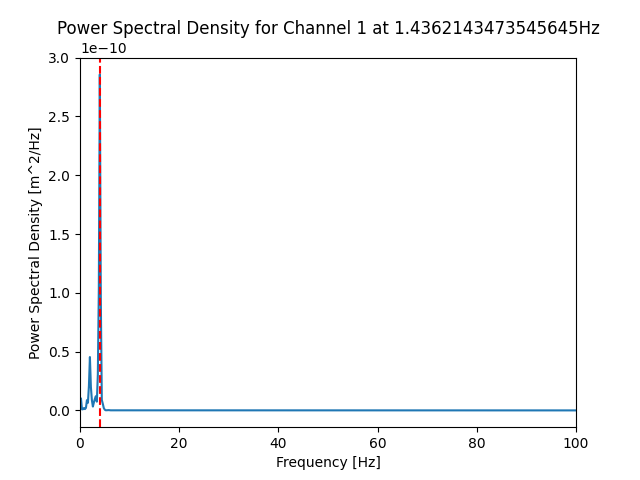 Power Spectral Density for Channel 1 at 1.4362143473545645Hz
1e−10
3.0
2.5
2.0
1.5
1.0
0.5
0.0
Power Spectral Density [m^2/Hz]
0 20 40 60 80 100
Frequency [Hz]